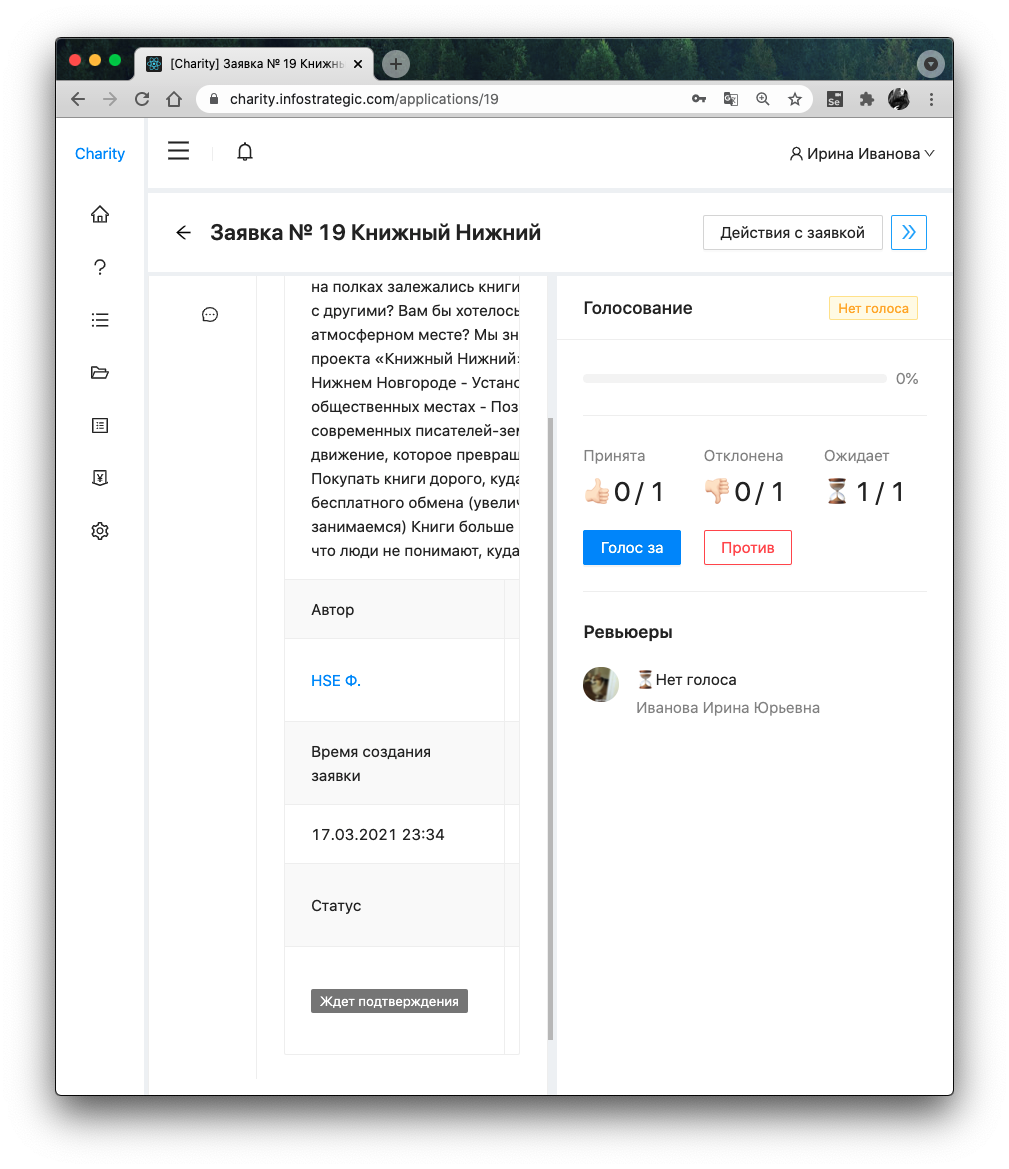 [Charity] Заявка № 19 Книжн
charity.infostrategic.com/applications/19
Se
Charity
Ирина Иванова
Заявка № 19 Книжный Нижний
Действия с заявкой
на полках залежались книги
с другими? Вам бы хотелось
атмосферном месте? Мы зн
проекта «Книжный Нижний»
Нижнем Новгороде - Устано
общественных местах - Поз
современных писателей-зем
движение, которое превращ
Покупать книги дорого, куда
бесплатного обмена (увелич
занимаемся) Книги больше
что люди не понимают, куда
Автор
HSE Ф.
Время создания
заявки
17.03.2021 23:34
Статус
Ждет подтверждения
Голосование
Нет голоса
0%
Принята
Отклонена
Ожидает
👍🏻0 / 1
👎🏻0 / 1
⏳ 1 / 1
Голос за
Против
Ревьюеры
⏳Нет голоса
Иванова Ирина Юрьевна